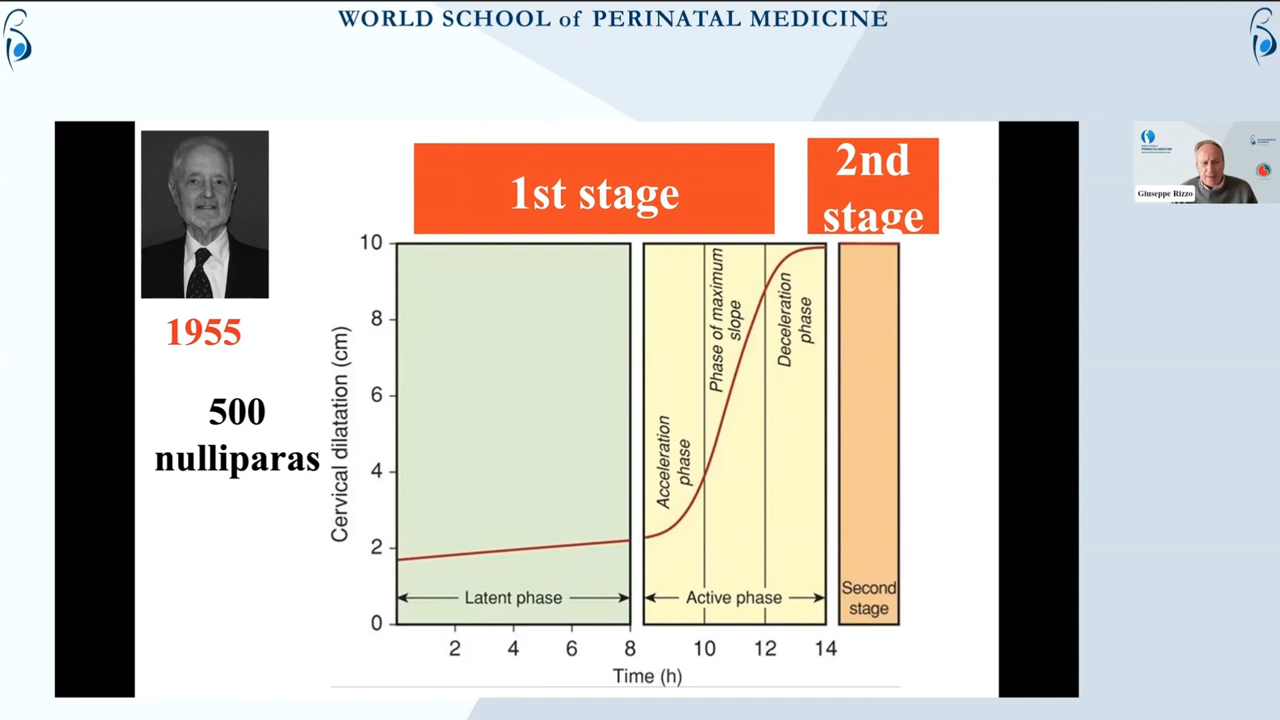 WORLD SCHOOL of PERINATAL MEDICINE
1st stage
2nd
stage
1955
500
nulliparas
Cervical dilatation (cm)
10
8
6
4
2
0
Acceleration
phase
Phase of maximum
slope
Deceleration
phase
Latent phase
Active phase
Second
stage
2
4
6
8
10
12
14
Time (h)
PERINATAL MEDICINE
Giuseppe Rizzo